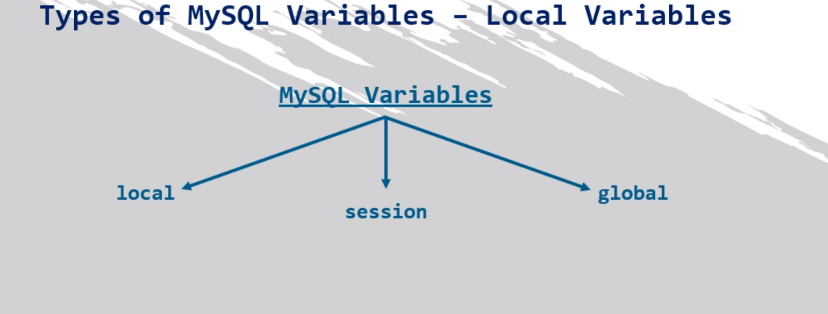 Types of MySQL Variables – Local Variables
MySQL Variables
local
session
global